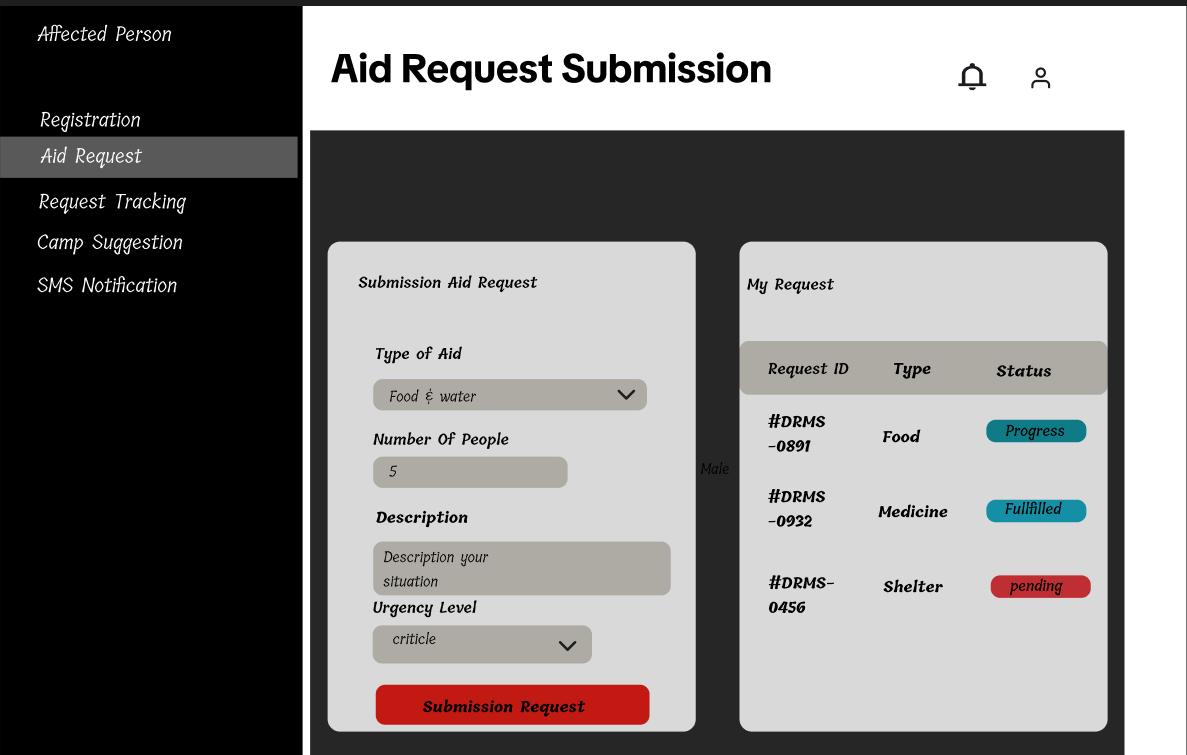 Affected Person
Registration
Aid Request
Request Tracking
Camp Suggestion
SMS Notification
Aid Request Submission
Submission Aid Request
Type of Aid
Food & water
Number Of People
5
Description
Description your
situation
Urgency Level
criticle
Submission Request
Male
My Request
Request ID Type Status
#DRMS
-0891
Food
Progress
#DRMS
-0932
Medicine
Fullfilled
#DRMS-
0456
Shelter
pending